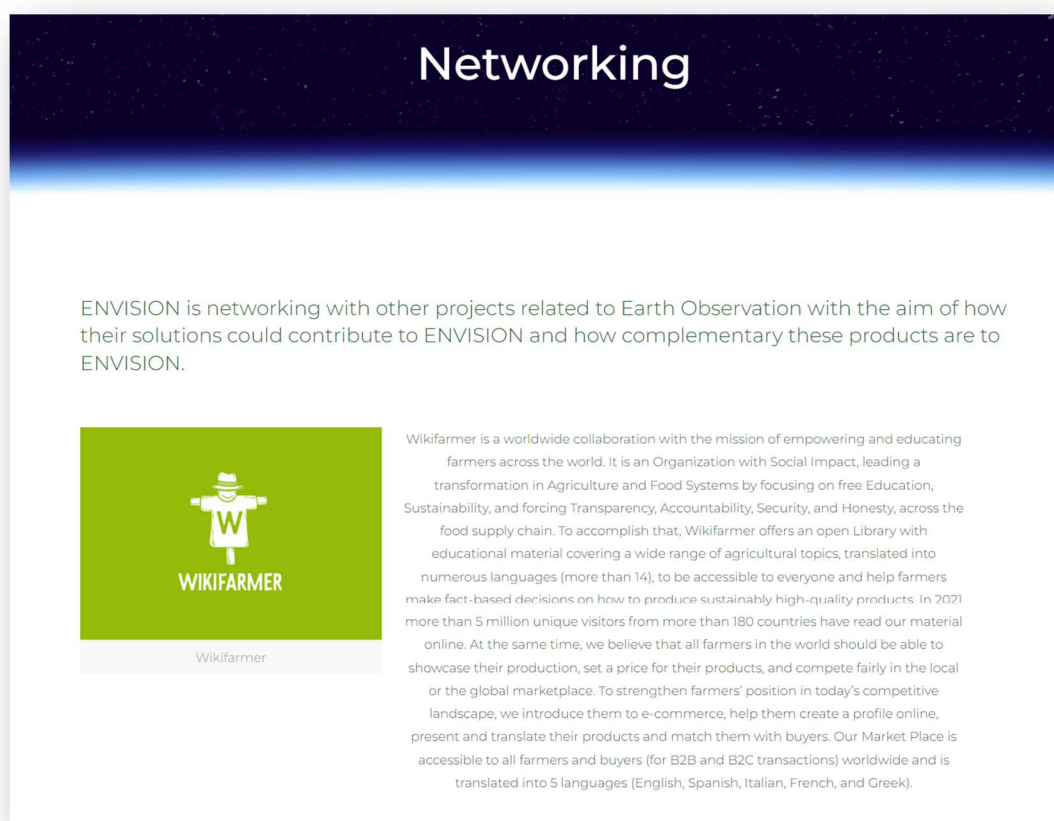 Networking
ENVISION is networking with other projects related to Earth Observation with the aim of how
their solutions could contribute to ENVISION and how complementary these products are to
ENVISION.
W
WIKIFARMER
Wikifarmer
Wikifarmer is a worldwide collaboration with the mission of empowering and educating
farmers across the world. It is an Organization with Social Impact, leading a
transformation in Agriculture and Food Systems by focusing on free Education,
Sustainability, and forcing Transparency, Accountability, Security, and Honesty, across the
food supply chain. To accomplish that, Wikifarmer offers an open Library with
educational material covering a wide range of agricultural topics, translated into
numerous languages (more than 14), to be accessible to everyone and help farmers
make fact-based decisions on how to produce sustainably high-quality products. In 2021
more than 5 million unique visitors from more than 180 countries have read our material
online. At the same time, we believe that all farmers in the world should be able to
showcase their production, set a price for their products, and compete fairly in the local
or the global marketplace. To strengthen farmers' position in today's competitive
landscape, we introduce them to e-commerce, help them create a profile online,
present and translate their products and match them with buyers. Our Market Place is
accessible to all farmers and buyers (for B2B and B2C transactions) worldwide and is
translated into 5 languages (English, Spanish, Italian, French, and Greek).